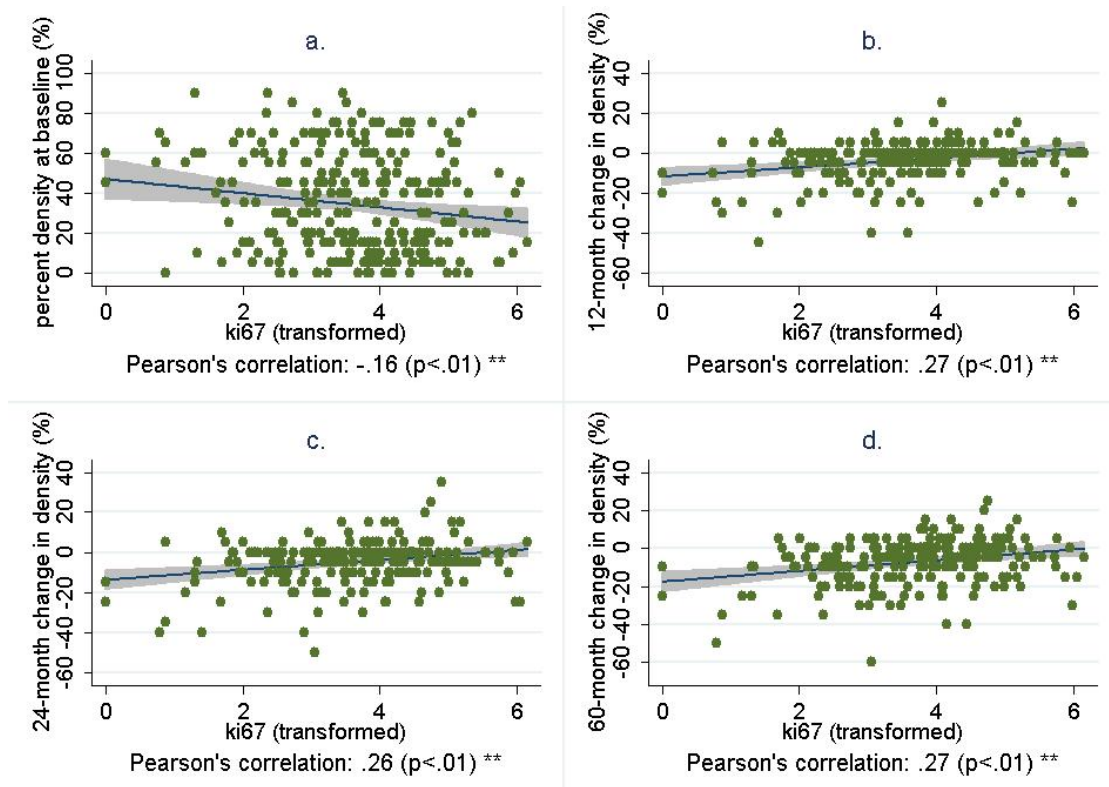 a.
percent density at baseline (%)
100
80
60
40
20
0
0 2 4 6
ki67 (transformed)
Pearson's correlation: -.16 (p<.01) **
b.
12-month change in density (%)
40
20
0
-20
-40
-60
0 2 4 6
ki67 (transformed)
Pearson's correlation: .27 (p<.01) **
c.
24-month change in density (%)
40
20
0
-20
-40
-60
0 2 4 6
ki67 (transformed)
Pearson's correlation: .26 (p<.01) **
d.
60-month change in density (%)
40
20
0
-20
-40
-60
0 2 4 6
ki67 (transformed)
Pearson's correlation: .27 (p<.01) **